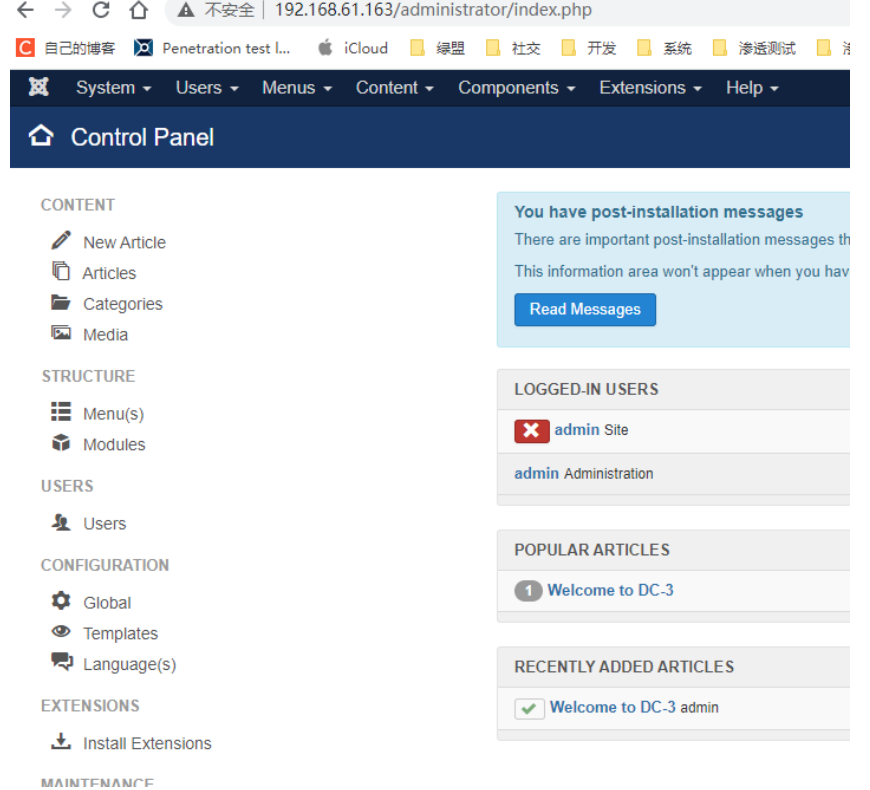 不安全 | 192.168.61.163/administrator/index.php
C 自己的博客 Penetration test l... iCloud 绿盟 社交 开发 系统 渗透测试
System Users Menus Content Components Extensions Help
Control Panel
CONTENT
New Article
Articles
Categories
Media
STRUCTURE
Menu(s)
Modules
USERS
Users
CONFIGURATION
Global
Templates
Language(s)
EXTENSIONS
Install Extensions
MAINTENANCE
You have post-installation messages
There are important post-installation messages th
This information area won't appear when you hav
Read Messages
LOGGED-IN USERS
admin Site
admin Administration
POPULAR ARTICLES
1 Welcome to DC-3
RECENTLY ADDED ARTICLES
Welcome to DC-3 admin